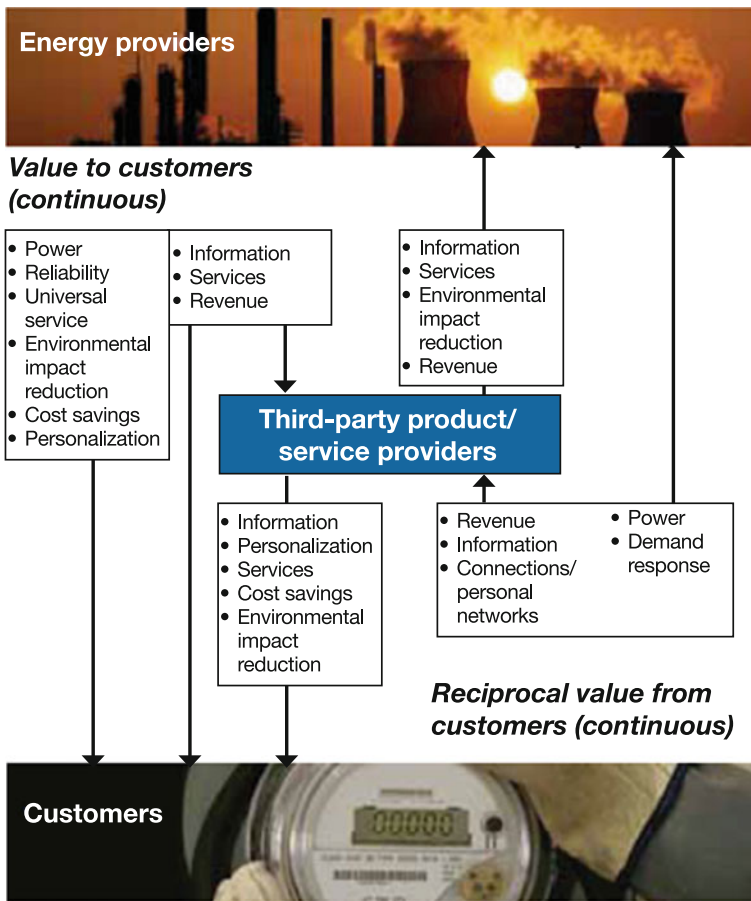 Energy providers
Value to customers
(continuous)
• Power
• Reliability
• Universal
service
• Environmental
impact
reduction
• Cost savings
• Personalization
• Information
• Services
• Revenue
• Information
• Services
• Environmental
impact
reduction
• Revenue
Third-party product/
service providers
• Information
• Personalization
• Services
• Cost savings
• Environmental
impact
reduction
• Revenue
• Information
• Connections/
personal
networks
• Power
• Demand
response
Reciprocal value from
customers (continuous)
Customers
00000